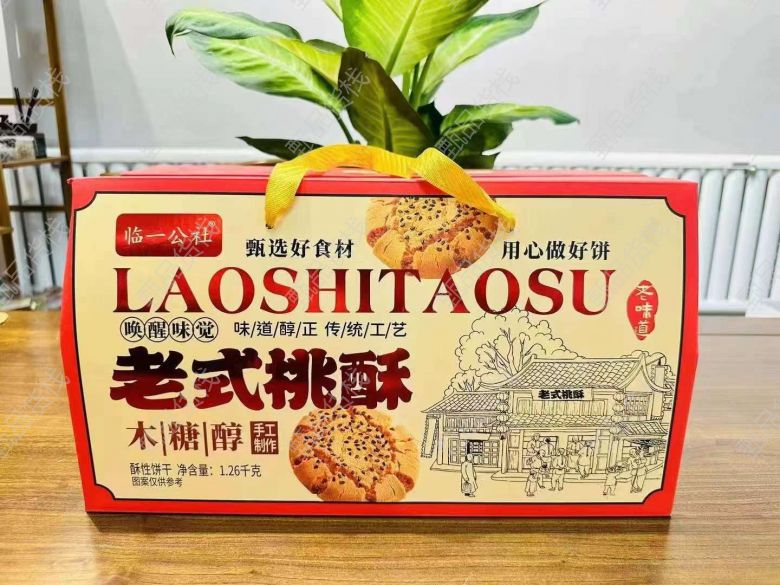 临一公社®
甄选好食材
用心做好饼
LAOSHITAOSU
老味道
唤醒味觉
味/道/醇/正 传/统/工/艺
老式桃酥
老式桃酥
木|糖|醇
手工
制作
酥性饼干 净含量：1.26千克
图案仅供参考